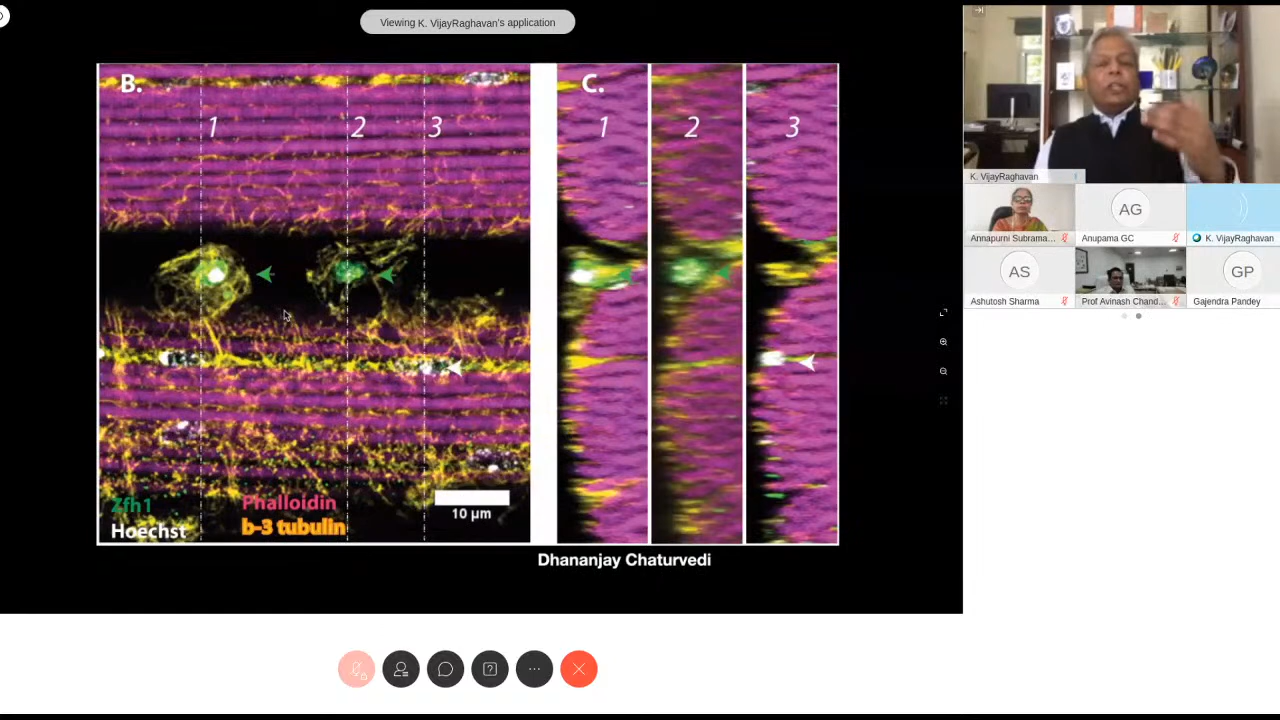 Viewing K. VijayRaghavan's application
B.
1
2
3
C.
1
2
3
Zfh1
Hoechst
Phalloidin
b-3 tubulin
10 µm
Dhananjay Chaturvedi
K. VijayRaghavan
Annapurni Subrama...
AG
Anupama GC
K. VijayRaghavan
AS
Ashutosh Sharma
Prof Avinash Chand...
GP
Gajendra Pandey